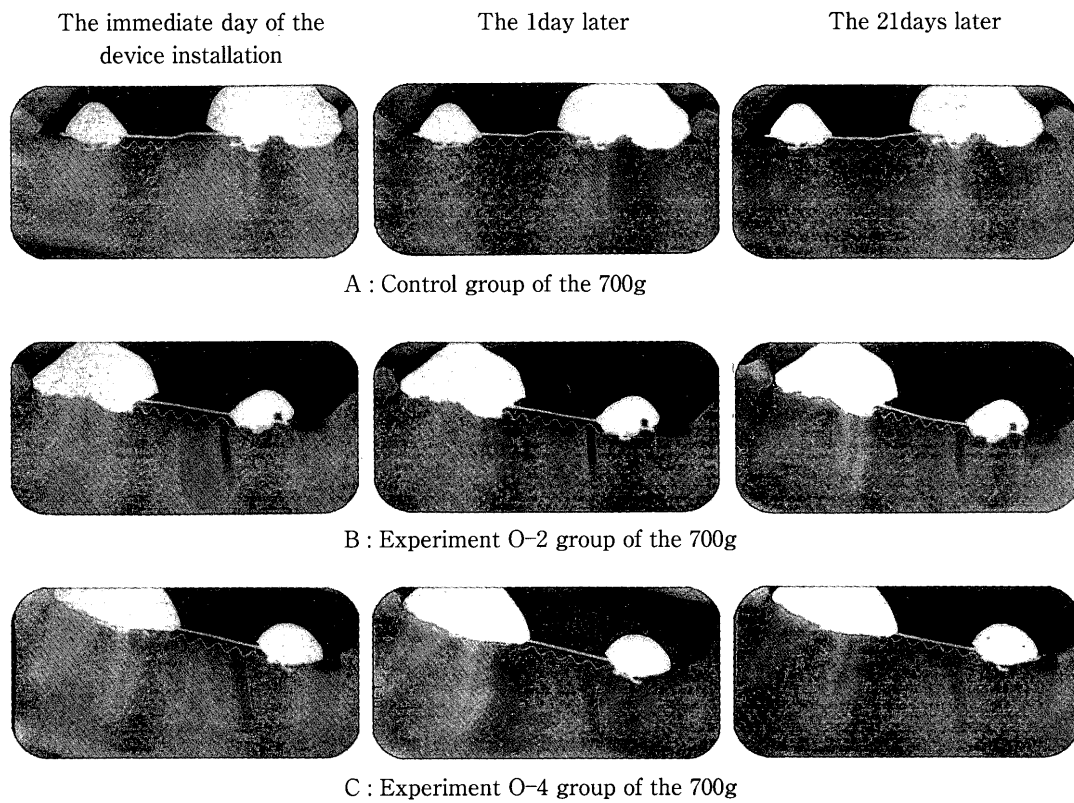 The immediate day of the
device installation
The 1day later
The 21days later
A : Control group of the 700g
B : Experiment O-2 group of the 700g
C : Experiment O-4 group of the 700g